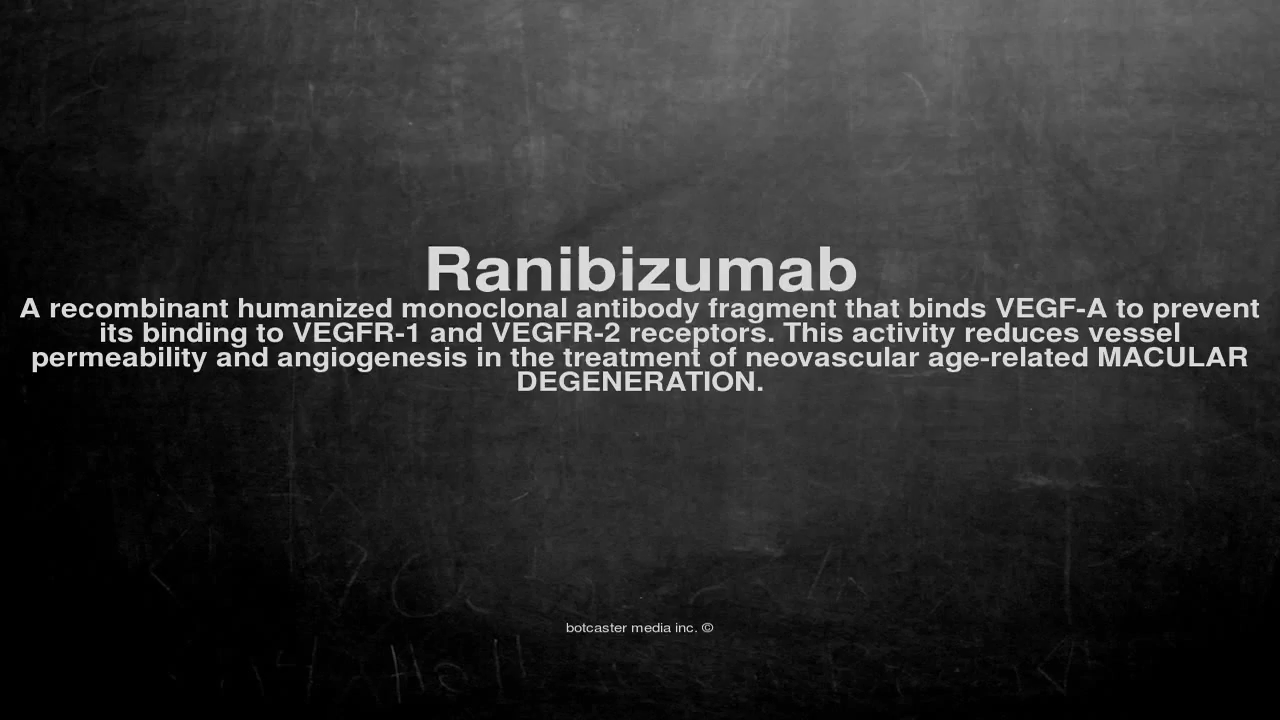 Ranibizumab
A recombinant humanized monoclonal antibody fragment that binds VEGF-A to prevent
its binding to VEGFR-1 and VEGFR-2 receptors. This activity reduces vessel
permeability and angiogenesis in the treatment of neovascular age-related MACULAR
DEGENERATION.
botcaster media inc. ©